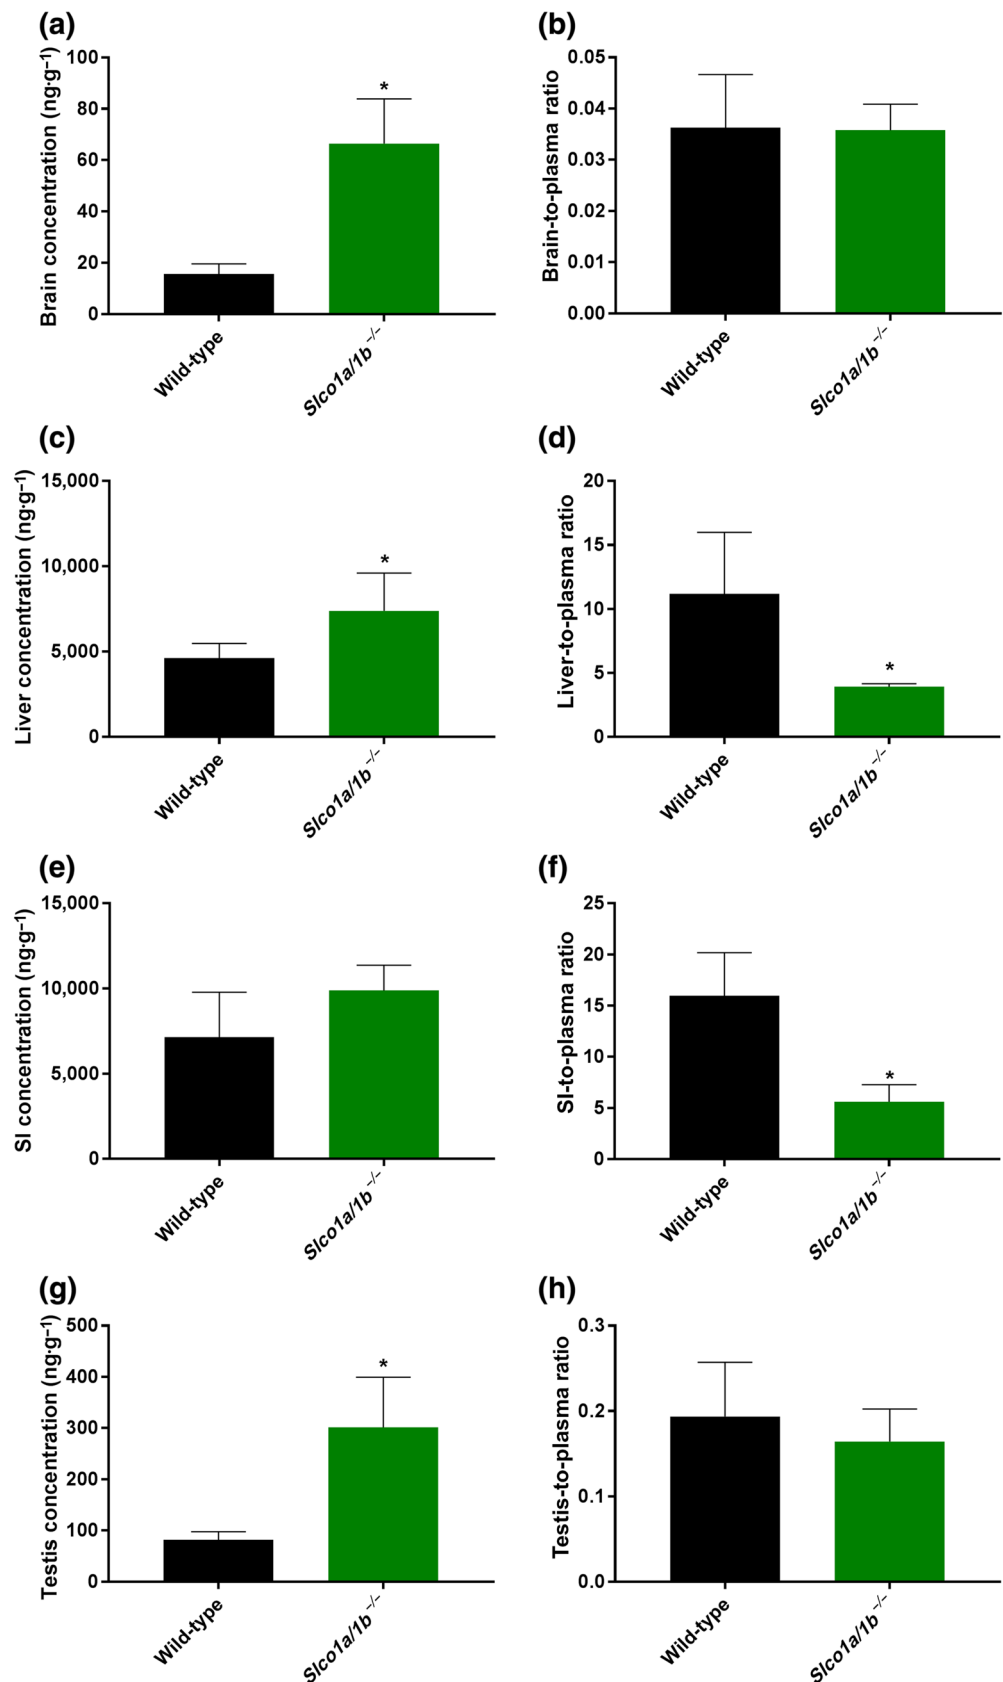 (a)
Brain concentration (ng·g⁻¹)
100
80
60
40
20
0
*
Wild-type
Slco1a/1b⁻/⁻
(b)
Brain-to-plasma ratio
0.05
0.04
0.03
0.02
0.01
0.00
Wild-type
Slco1a/1b⁻/⁻
(c)
Liver concentration (ng·g⁻¹)
15,000
10,000
5,000
0
*
Wild-type
Slco1a/1b⁻/⁻
(d)
Liver-to-plasma ratio
20
15
10
5
0
*
Wild-type
Slco1a/1b⁻/⁻
(e)
SI concentration (ng·g⁻¹)
15,000
10,000
5,000
0
Wild-type
Slco1a/1b⁻/⁻
(f)
SI-to-plasma ratio
25
20
15
10
5
0
*
Wild-type
Slco1a/1b⁻/⁻
(g)
Testis concentration (ng·g⁻¹)
500
400
300
200
100
0
*
Wild-type
Slco1a/1b⁻/⁻
(h)
Testis-to-plasma ratio
0.3
0.2
0.1
0.0
Wild-type
Slco1a/1b⁻/⁻